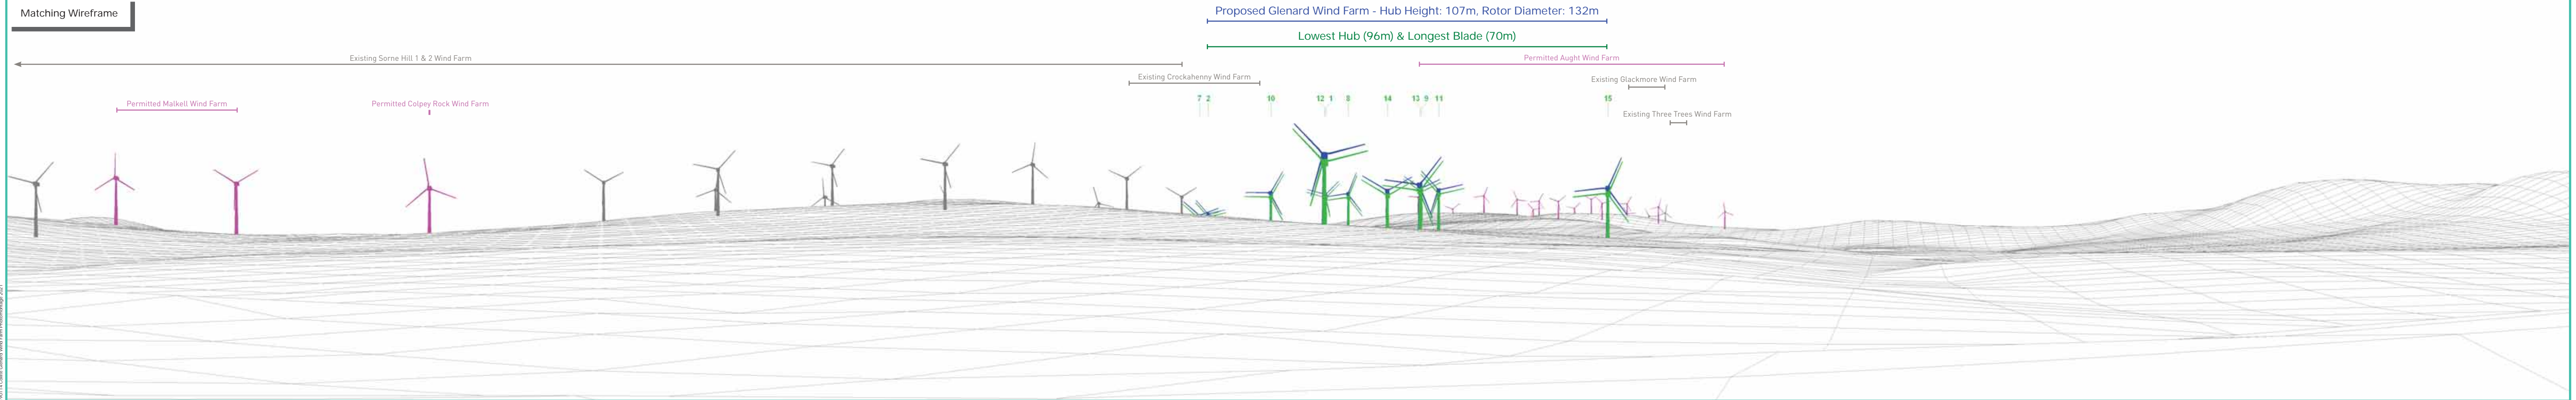 Matching Wireframe
Proposed Glenard Wind Farm - Hub Height: 107m, Rotor Diameter: 132m
Lowest Hub (96m) & Longest Blade (70m)
Existing Sorne Hill 1 & 2 Wind Farm
Permitted Aught Wind Farm
Existing Crockahenny Wind Farm
Existing Glackmore Wind Farm
Permitted Malkell Wind Farm
Permitted Colpey Rock Wind Farm
7 2 10 12 1 8 14 13 9 11 15
Existing Three Trees Wind Farm